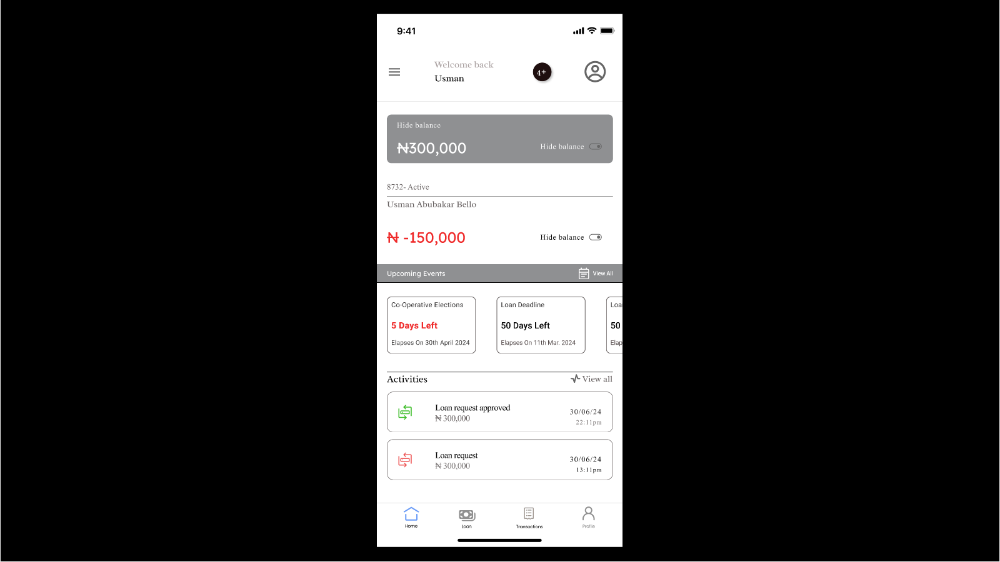 9:41
Welcome back
Usman
4+
Hide balance
₦300,000
Hide balance
8732- Active
Usman Abubakar Bello
₦ -150,000
Hide balance
Upcoming Events
View All
Co-Operative Elections
5 Days Left
Elapses On 30th April 2024
Loan Deadline
50 Days Left
Elapses On 11th Mar. 2024
Loa
50
Elap
Activities
View all
Loan request approved
₦ 300,000
30/06/24
22:11pm
Loan request
₦ 300,000
30/06/24
13:11pm
Home
Loan
Transactions
Profile